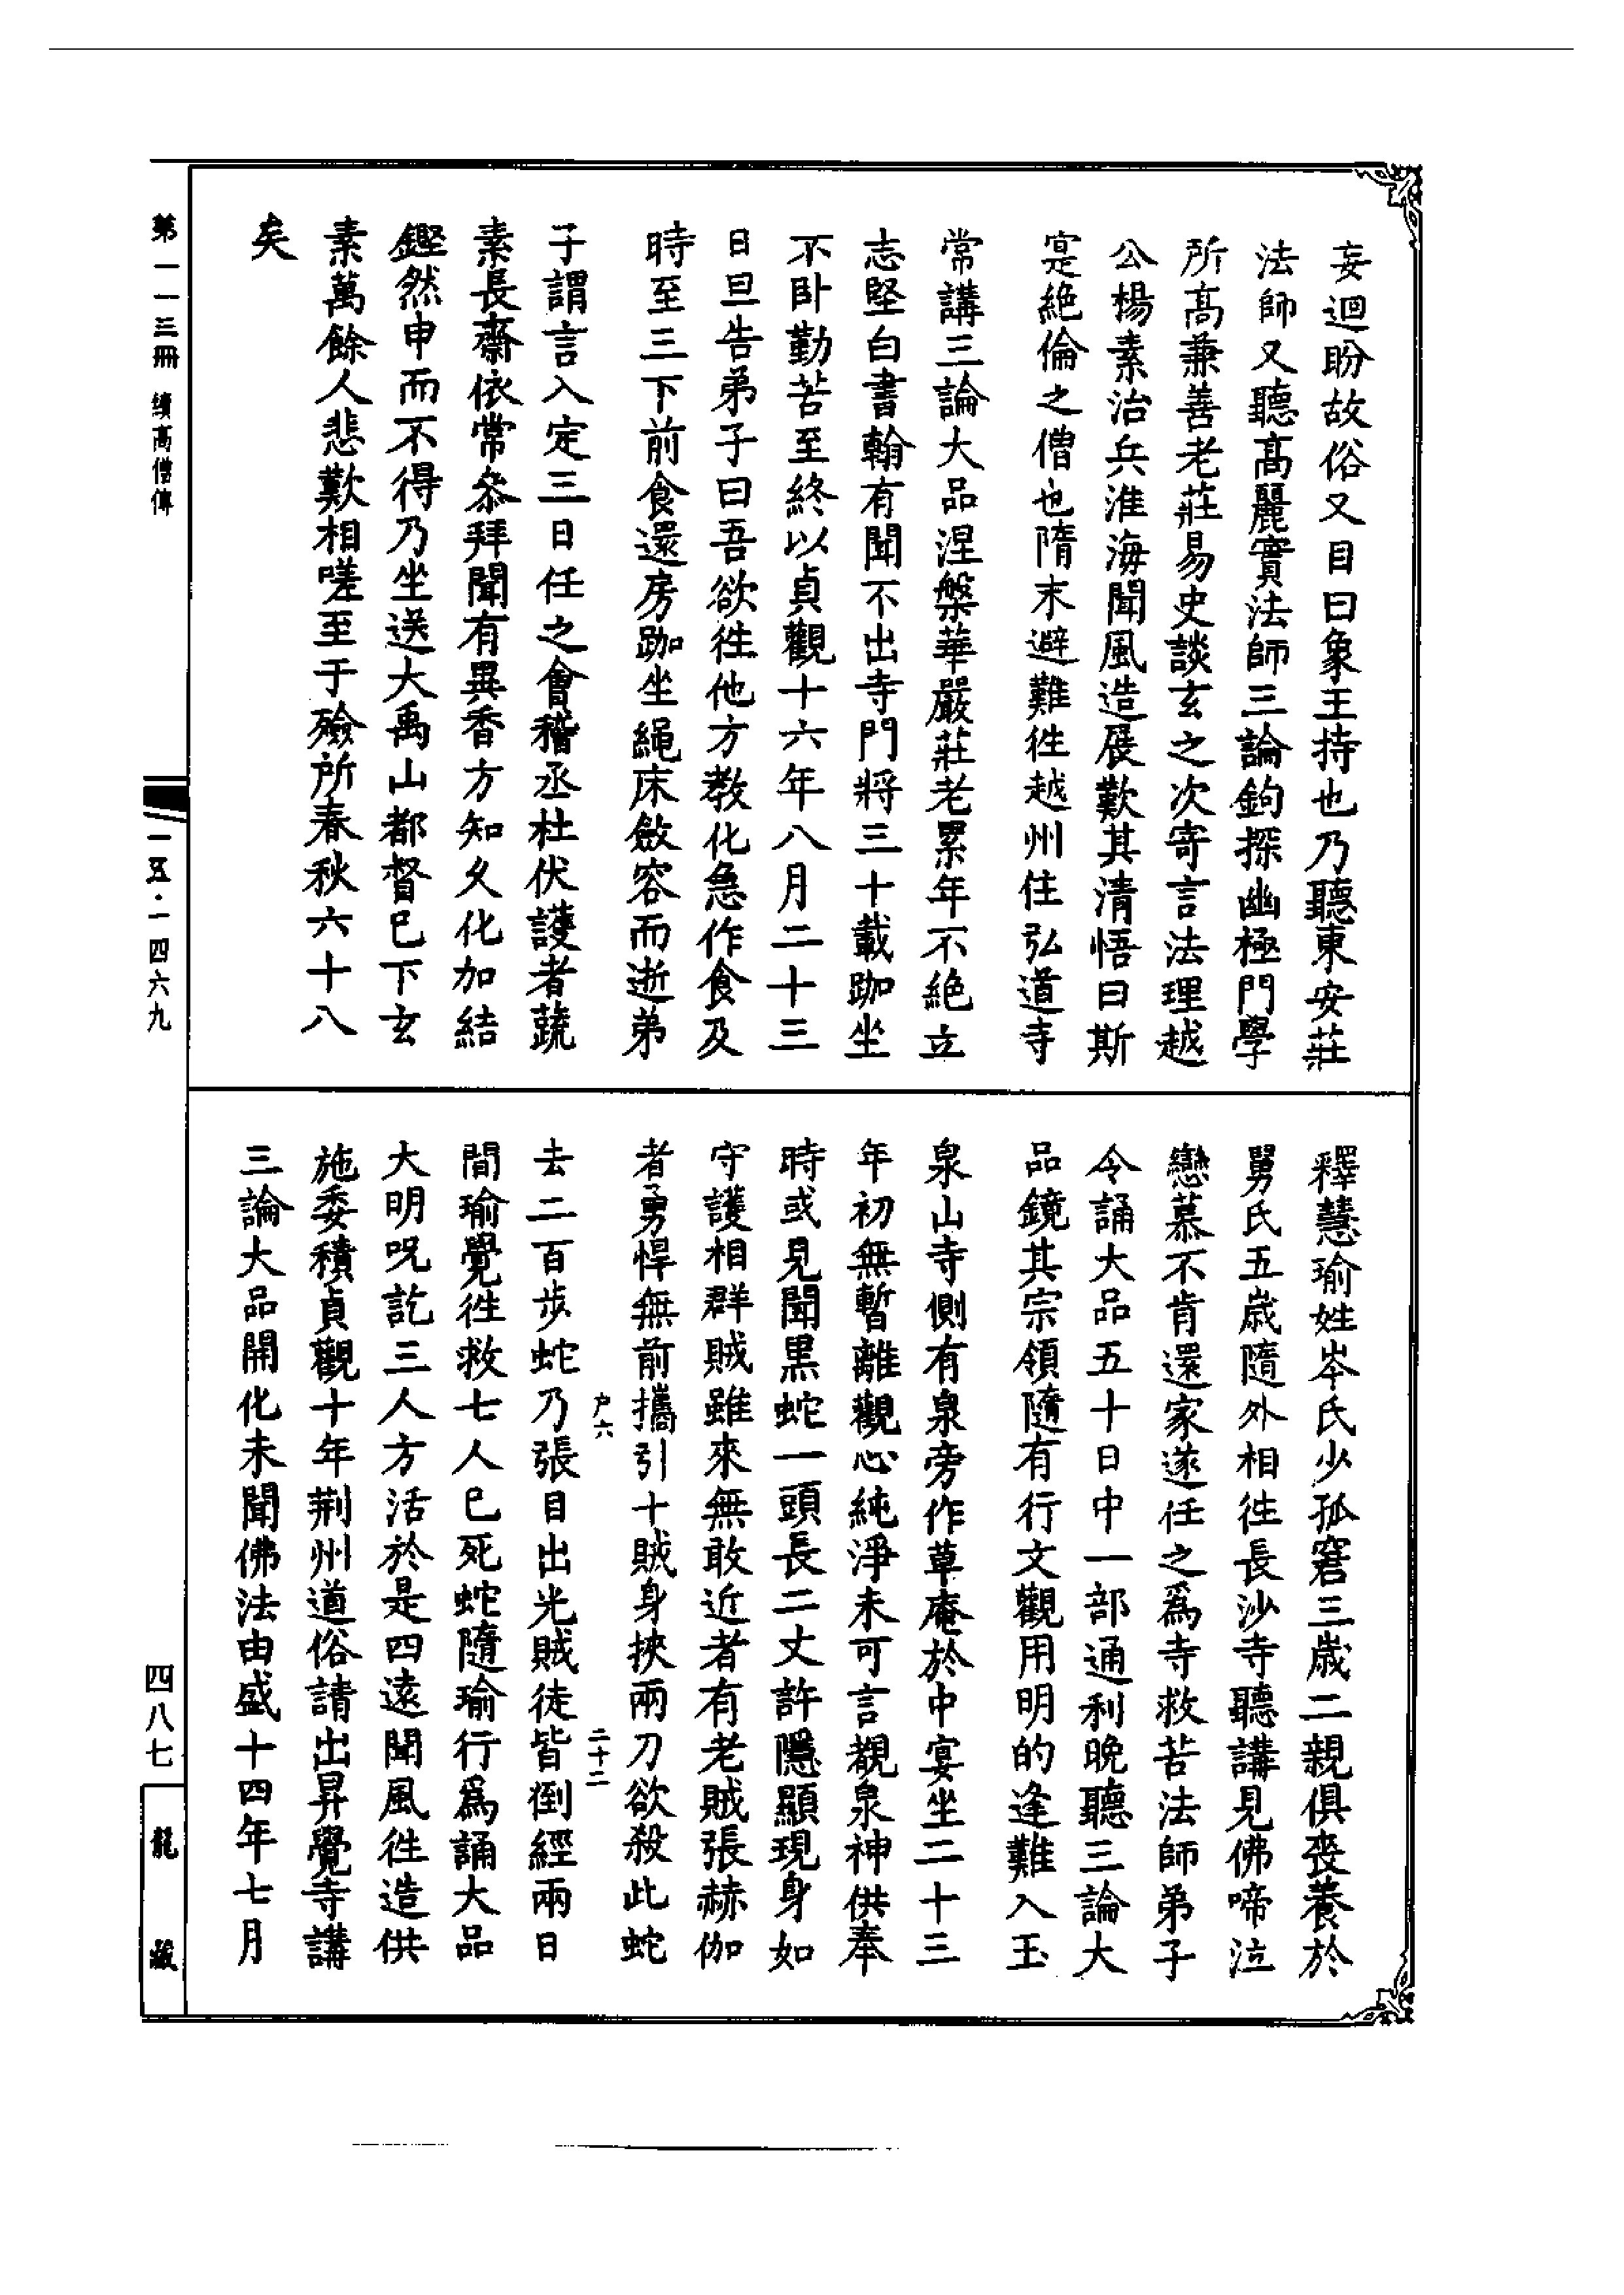 妄迴盼故俗又目曰象王持也乃聽東安莊
法師又聽髙麗實法師三論鉤探幽極門學
所髙兼善老莊易史談玄之次寄言法理越
公楊素治兵淮海聞風造展歎其清悟曰斯
寔絶倫之僧也隋末避難徃越州住弘道寺
常講三論大品涅槃華嚴莊老累年不絶立
志堅白書翰有聞不出寺門將三十載跏坐
不卧勤苦至終以貞觀十六年八月二十三
日旦告弟子曰吾欲徃他方教化急作食及
時至三下前食還房跏坐繩床斂容而逝弟
子謂言入定三日任之會稽丞杜伏護者蔬
素長齋依常叅拜聞有異香方知久化加結
鏗然申而不得乃坐送大禹山都督已下玄
素萬餘人悲歎相嗟至于殮所春秋六十八
矣
釋慧瑜姓岑氏少孤窘三歲二親俱喪養於
舅氏五歲隨外相徃長沙寺聽講見佛啼泣
戀慕不肯還家遂任之爲寺救苦法師弟子
令誦大品五十日中一部通利晚聽三論大
品鏡其宗領隨有行文觀用明的逢難入玉
泉山寺側有泉旁作草庵於中宴坐二十三
年初無暫離觀心純淨未可言覩泉神供奉
時或見聞黒蛇一頭長二丈許隱顯現身如
守護相群賊雖來無敢近者有老賊張赫伽
者勇悍無前攜引十賊身挾兩刀欲殺此蛇
户六
二十二
去二百步蛇乃張目出光賊徒皆倒經兩日
間瑜覺徃救七人已死蛇隨瑜行爲誦大品
大明呪訖三人方活於是四遠聞風徃造供
施委積貞觀十年荆州道俗請出昇覺寺講
三論大品開化未聞佛法由盛十四年七月
第一一三冊 續高僧傳
一五·一四六九
四八七
龍藏